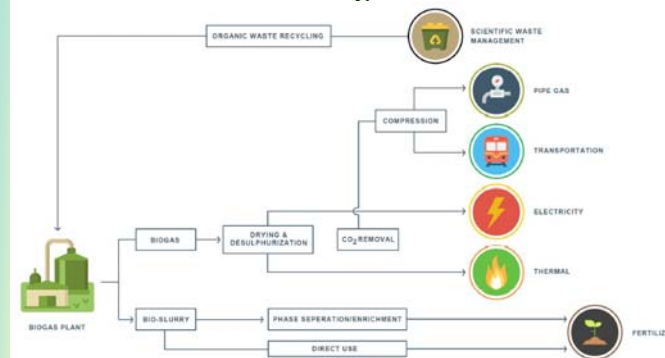 ORGANIC WASTE RECYCLING
SCIENTIFIC WASTE
MANAGEMENT
PIPE GAS
COMPRESSION
TRANSPORTATION
ELECTRICITY
BIOGAS
DRYING &
DESULPHURIZATION
CO2 REMOVAL
THERMAL
BIOGAS PLANT
BIO-SLURRY
PHASE SEPERATION/ENRICHMENT
DIRECT USE
FERTILIZ